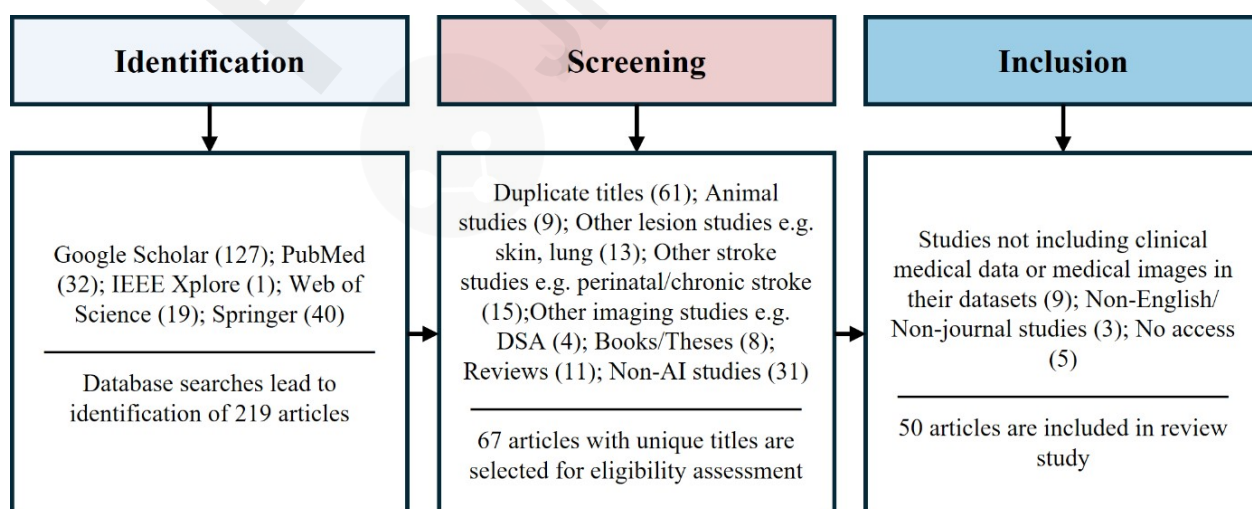 Identification
Screening
Inclusion
Google Scholar (127); PubMed
(32); IEEE Xplore (1); Web of
Science (19); Springer (40)
Database searches lead to
identification of 219 articles
Duplicate titles (61); Animal
studies (9); Other lesion studies e.g.
skin, lung (13); Other stroke
studies e.g. perinatal/chronic stroke
(15);Other imaging studies e.g.
DSA (4); Books/Theses (8);
Reviews (11); Non-AI studies (31)
67 articles with unique titles are
selected for eligibility assessment
Studies not including clinical
medical data or medical images in
their datasets (9); Non-English/
Non-journal studies (3); No access
(5)
50 articles are included in review
study